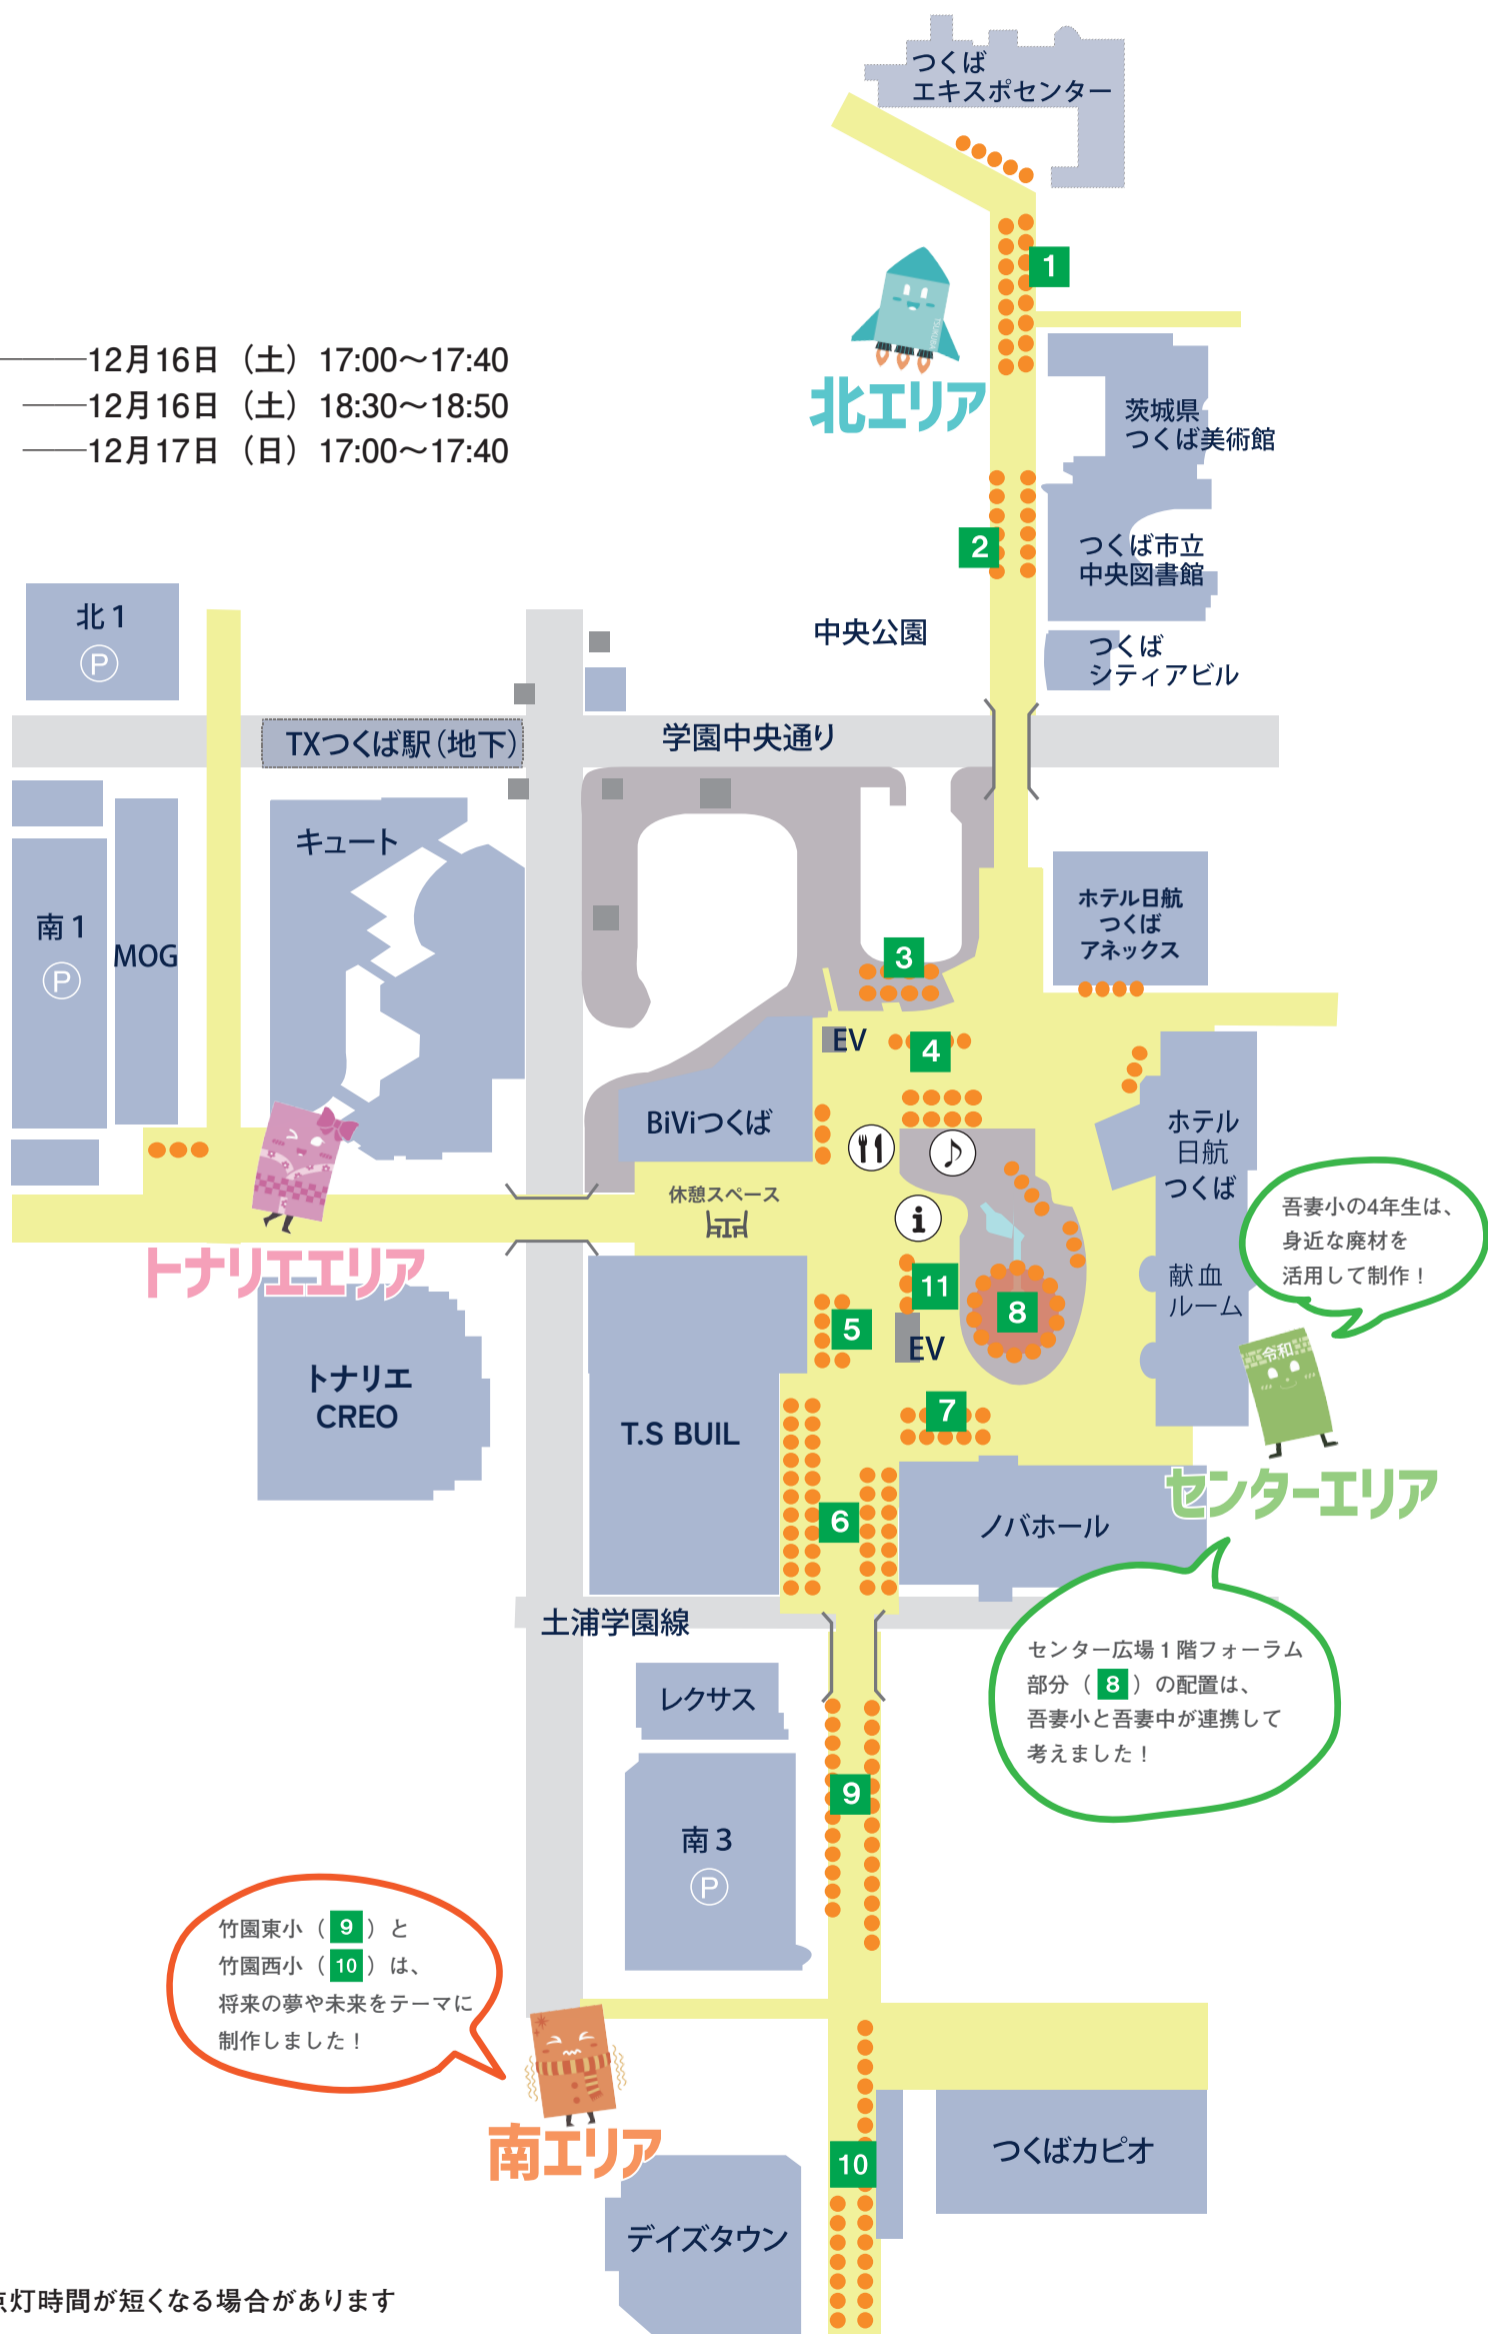 つくば
エキスポセンター
1
12月16日（土）17:00〜17:40
12月16日（土）18:30〜18:50
12月17日（日）17:00〜17:40
北エリア
茨城県
つくば美術館
2
つくば市立
中央図書館
中央公園
つくば
シティアビル
北1
P
TXつくば駅（地下）
学園中央通り
キュート
南1
P
MOG
ホテル日航
つくば
アネックス
3
EV
4
BiViつくば
ホテル
日航
つくば
休憩スペース
i
トナリエエリア
吾妻小の4年生は、
身近な廃材を
活用して制作！
献血
ルーム
11
8
5
EV
令和
トナリエ
CREO
T.S BUIL
7
センターエリア
6
ノバホール
土浦学園線
センター広場1階フォーラム
部分（8）の配置は、
吾妻小と吾妻中が連携して
考えました！
レクサス
9
南3
P
竹園東小（9）と
竹園西小（10）は、
将来の夢や未来をテーマに
制作しました！
南エリア
10
つくばカピオ
デイズタウン
点灯時間が短くなる場合があります